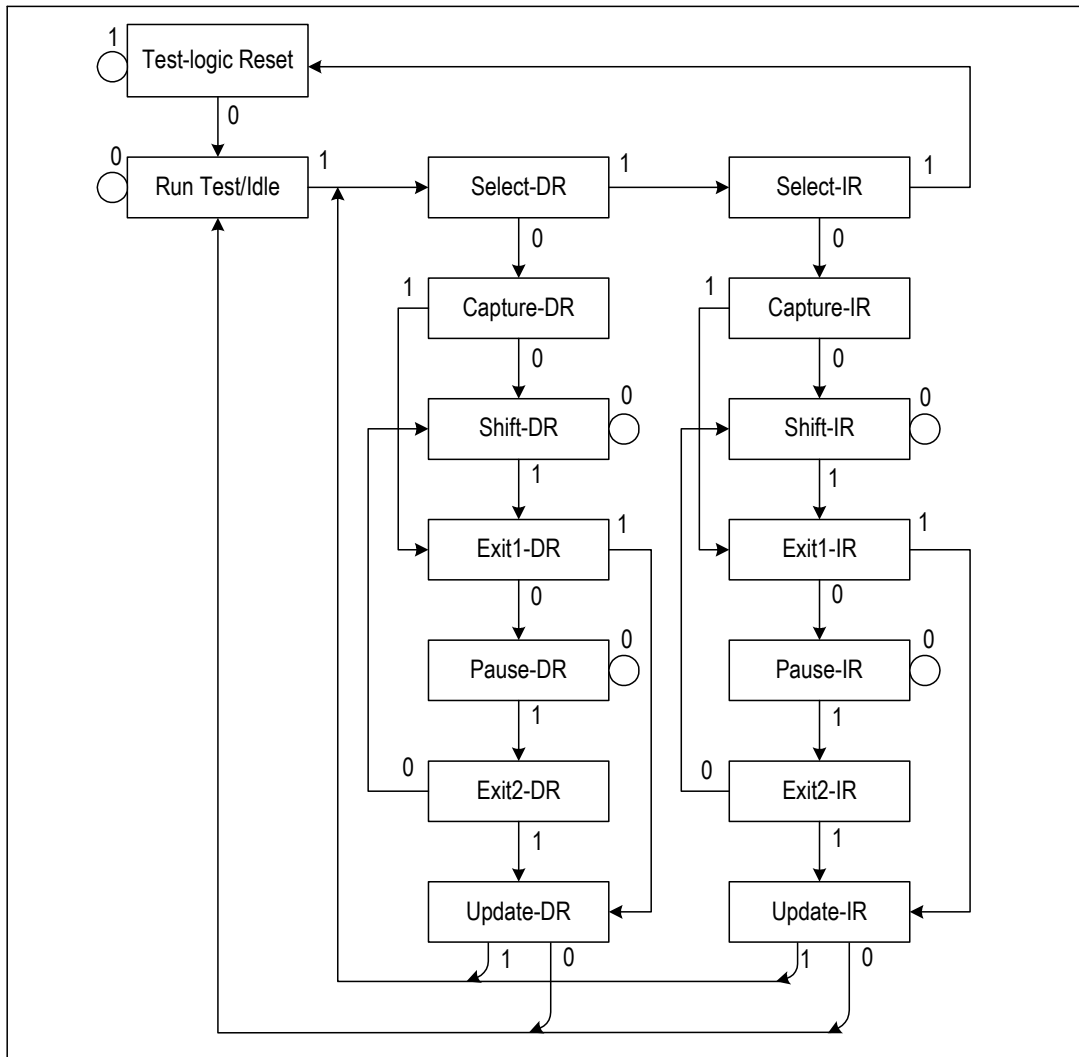 1
Test-logic Reset
0
0
Run Test/Idle
1
Select-DR
1
Select-IR
1
0
0
1
Capture-DR
1
Capture-IR
0
0
Shift-DR
0
Shift-IR
0
1
1
Exit1-DR
1
Exit1-IR
1
0
0
Pause-DR
0
Pause-IR
0
1
1
0
Exit2-DR
0
Exit2-IR
1
1
Update-DR
Update-IR
1
0
1
0